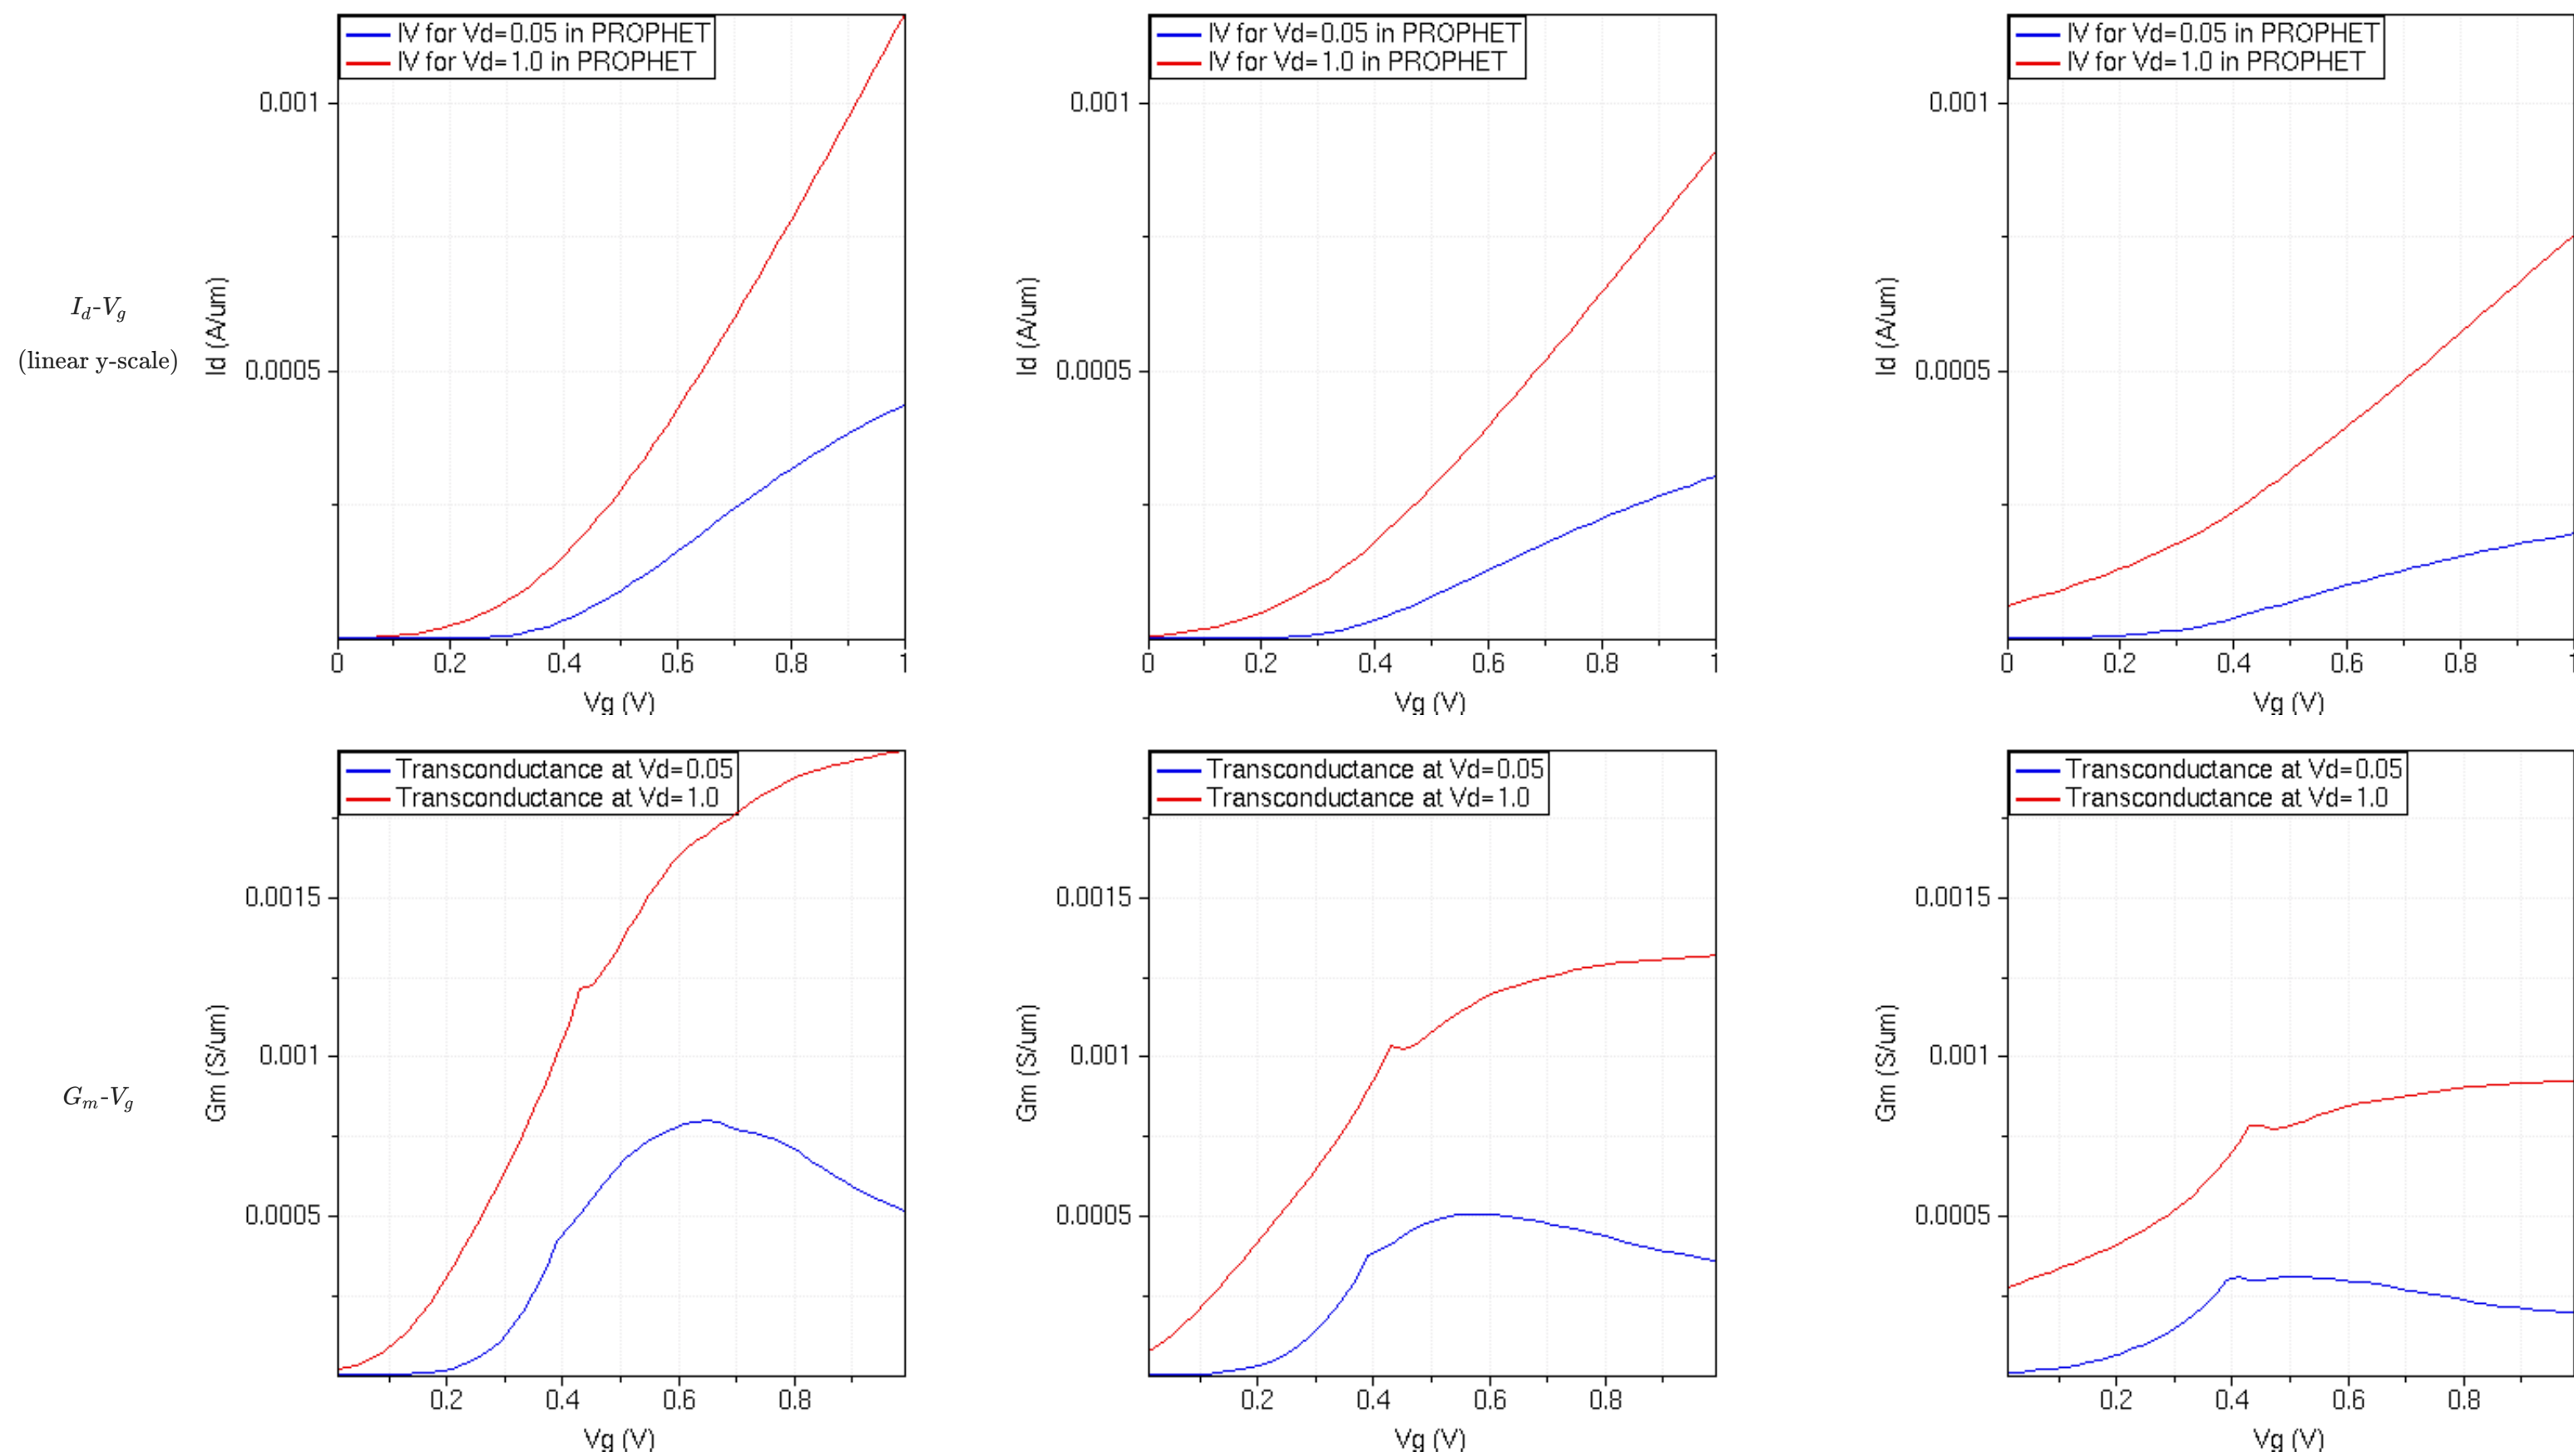 IV for Vd=0.05 in PROPHET
IV for Vd=1.0 in PROPHET
0.001
0.0005
Id (A/um)
0 0.2 0.4 0.6 0.8 1
Vg (V)
IV for Vd=0.05 in PROPHET
IV for Vd=1.0 in PROPHET
0.001
0.0005
Id (A/um)
0 0.2 0.4 0.6 0.8 1
Vg (V)
IV for Vd=0.05 in PROPHET
IV for Vd=1.0 in PROPHET
0.001
0.0005
Id (A/um)
0 0.2 0.4 0.6 0.8 1
Vg (V)
I_d-V_g
(linear y-scale)
Transconductance at Vd=0.05
Transconductance at Vd=1.0
0.0015
0.001
0.0005
Gm (S/um)
0.2 0.4 0.6 0.8
Vg (V)
Transconductance at Vd=0.05
Transconductance at Vd=1.0
0.0015
0.001
0.0005
Gm (S/um)
0.2 0.4 0.6 0.8
Vg (V)
Transconductance at Vd=0.05
Transconductance at Vd=1.0
0.0015
0.001
0.0005
Gm (S/um)
0.2 0.4 0.6 0.8
Vg (V)
G_m-V_g